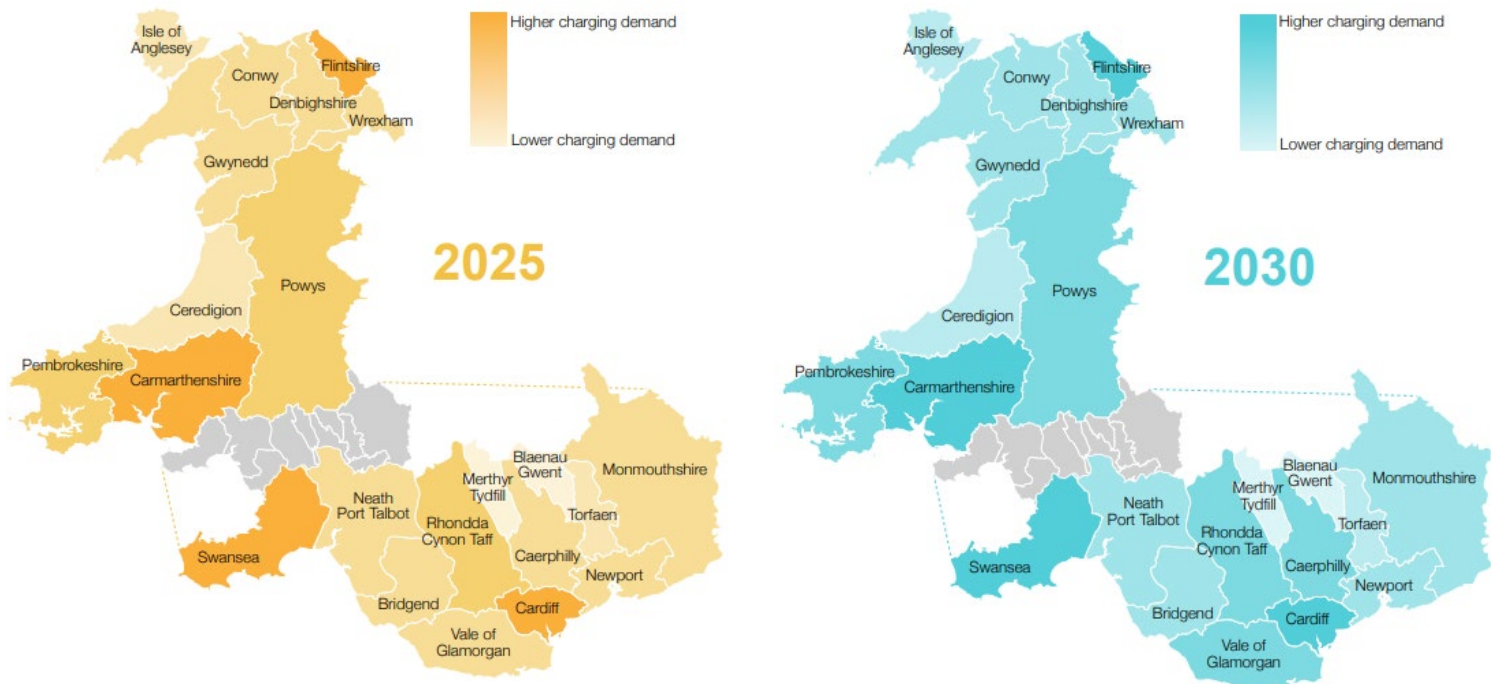 Isle of
Anglesey
Conwy
Flintshire
Denbighshire
Wrexham
Gwynedd
Higher charging demand
Lower charging demand
2025
Powys
Ceredigion
Pembrokeshire
Carmarthenshire
Swansea
Neath
Port Talbot
Bridgend
Vale of
Glamorgan
Rhondda
Cynon Taff
Merthyr
Tydfill
Blaenau
Gwent
Torfaen
Caerphilly
Newport
Cardiff
Monmouthshire
Isle of
Anglesey
Conwy
Flintshire
Denbighshire
Wrexham
Gwynedd
Higher charging demand
Lower charging demand
2030
Powys
Ceredigion
Pembrokeshire
Carmarthenshire
Swansea
Neath
Port Talbot
Bridgend
Vale of
Glamorgan
Rhondda
Cynon Taff
Merthyr
Tydfill
Blaenau
Gwent
Torfaen
Caerphilly
Newport
Cardiff
Monmouthshire